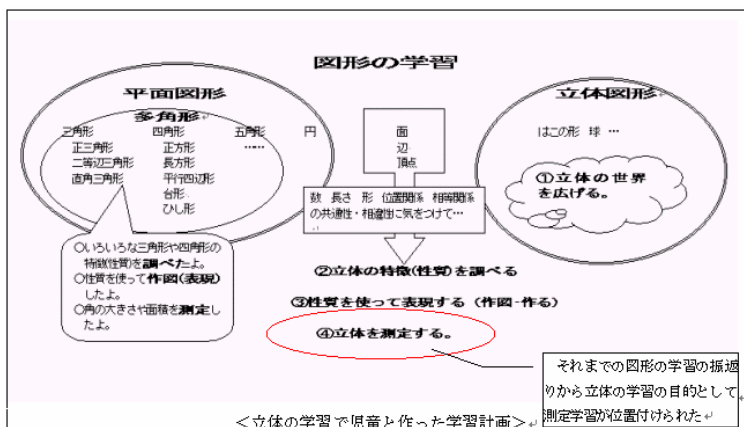 図形の学習
平面図形
多角形
三角形 四角形 五角形 円
正三角形 正方形 ……
二等辺三角形 長方形
直角三角形 平行四辺形
台形
ひし形
面
辺
頂点
立体図形
はこの形 球 …
①立体の世界
を広げる。
数 長さ 形 位置関係 相等関係
の共通性・相違性に気をつけて…
○いろいろな三角形や四角形の
特徴(性質)を調べたよ。
○性質を使って作図(表現)
したよ。
○角の大きさや面積を測定し
たよ。
②立体の特徴(性質)を調べる
③性質を使って表現する (作図・作る)
④立体を測定する。
それまでの図形の学習の振返
りから立体の学習の目的として
測定学習が位置付けられた
<立体の学習で児童と作った学習計画>